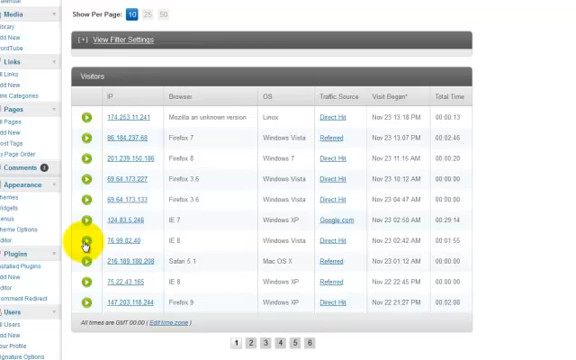 Media
Show Per Page: 10 25 50
Library
Add New
WordTube
[+] View Filter Settings
Links
All Links
Add New
Link Categories
Visitors
IP Browser OS Traffic Source Visit Began* Total Time
Pages
All Pages
Add New
Post Tags
My Page Order
174.253.11.241 Mozilla an unknown version Linux Direct Hit Nov 23 13:18 PM 00:00:13
96.184.237.60 Firefox 7 Windows Vista Referred Nov 23 13:07 PM 00:02:46
201.239.150.186 Firefox 8 Windows 7 Direct Hit Nov 23 11:15 AM 00:00:20
Comments
69.64.173.227 Firefox 3.6 Windows Vista Direct Hit Nov 23 10:12 AM 00:00:00
Appearance
Themes
Widgets
Menus
Theme Options
Editor
69.64.173.133 Firefox 3.6 Windows Vista Direct Hit Nov 23 04:47 AM 00:00:00
124.83.5.246 IE 7 Windows XP Google.com Nov 23 02:50 AM 00:29:14
76.99.82.40 IE 8 Windows Vista Direct Hit Nov 23 02:42 AM 00:01:55
Plugins
Installed Plugins
Add New
Editor
Comment Redirect
216.189.180.208 Safari 5.1 Mac OS X Referred Nov 23 01:12 AM 00:00:00
75.22.43.165 IE 8 Windows XP Referred Nov 22 22:45 PM 00:00:00
147.203.118.244 Firefox 9 Windows XP Direct Hit Nov 22 21:27 PM 00:02:08
Users
All Users
Add New
Your Profile
Signature Options
All times are GMT 00:00 ( Edit time zone )
1 2 3 4 5 6